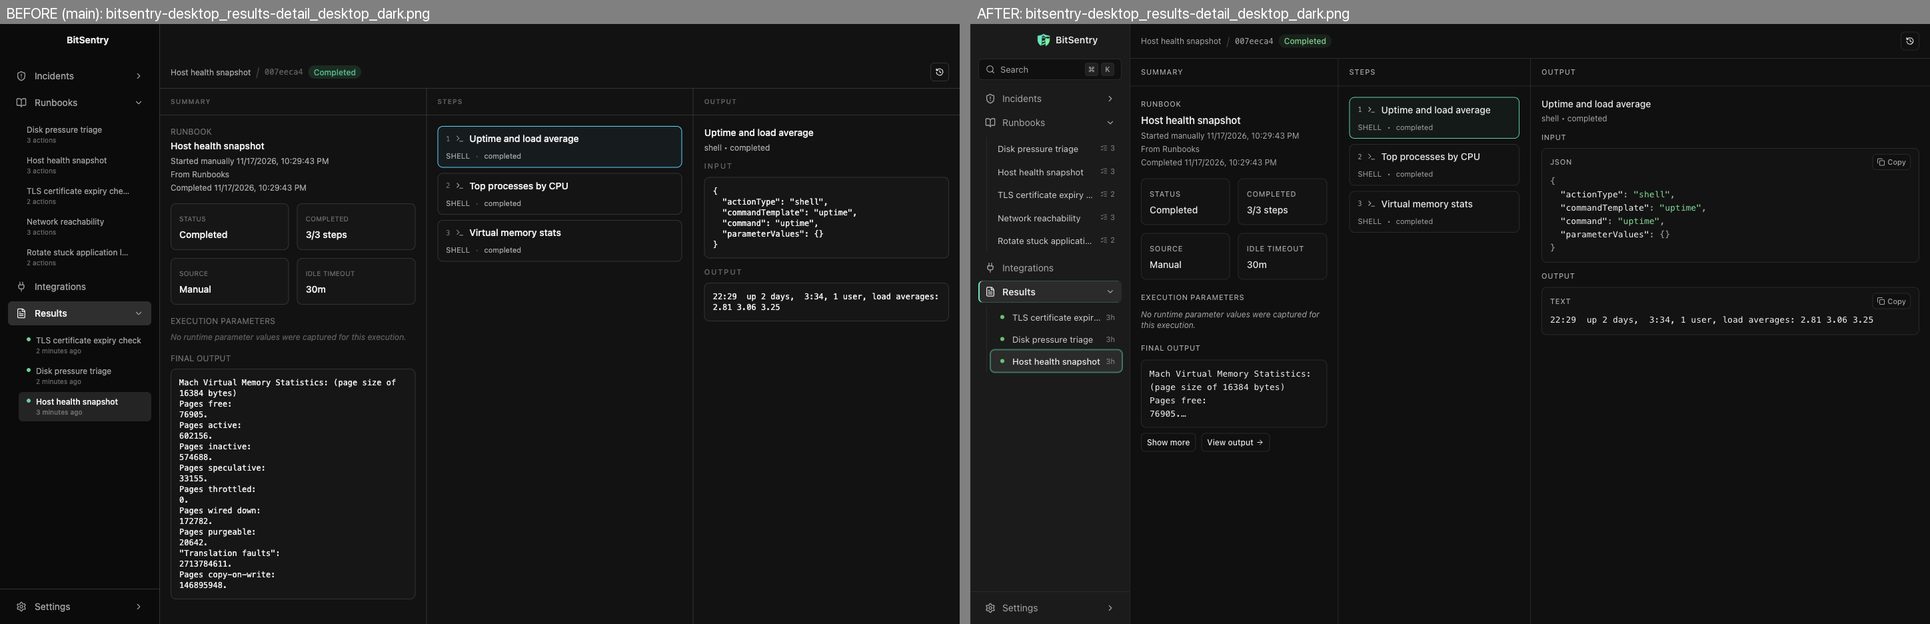 BEFORE (main): bitsentry-desktop_results-detail_desktop_dark.png
BitSentry
Incidents
Runbooks
Disk pressure triage
3 actions
Host health snapshot
3 actions
TLS certificate expiry che...
2 actions
Network reachability
3 actions
Rotate stuck application l...
2 actions
Integrations
Results
TLS certificate expiry check
2 minutes ago
Disk pressure triage
2 minutes ago
Host health snapshot
3 minutes ago
Settings
Host health snapshot / 007eeca4 Completed
SUMMARY
RUNBOOK
Host health snapshot
Started manually 11/17/2026, 10:29:43 PM
From Runbooks
Completed 11/17/2026, 10:29:43 PM
STATUS
Completed
COMPLETED
3/3 steps
SOURCE
Manual
IDLE TIMEOUT
30m
EXECUTION PARAMETERS
No runtime parameter values were captured for this execution.
FINAL OUTPUT
Mach Virtual Memory Statistics: (page size of
16384 bytes)
Pages free:
76905.
Pages active:
602156.
Pages inactive:
574688.
Pages speculative:
33155.
Pages throttled:
0.
Pages wired down:
172782.
Pages purgeable:
20642.
"Translation faults":
2713784611.
Pages copy-on-write:
146895948.
STEPS
1 >_ Uptime and load average
SHELL • completed
2 >_ Top processes by CPU
SHELL • completed
3 >_ Virtual memory stats
SHELL • completed
OUTPUT
Uptime and load average
shell • completed
INPUT
{
"actionType": "shell",
"commandTemplate": "uptime",
"command": "uptime",
"parameterValues": {}
}
OUTPUT
22:29  up 2 days,  3:34, 1 user, load averages:
2.81 3.06 3.25
AFTER: bitsentry-desktop_results-detail_desktop_dark.png
BitSentry
Search ⌘ K
Incidents
Runbooks
Disk pressure triage 3
Host health snapshot 3
TLS certificate expiry ... 2
Network reachability 3
Rotate stuck applicati... 2
Integrations
Results
TLS certificate expir... 3h
Disk pressure triage 3h
Host health snapshot 3h
Settings
Host health snapshot / 007eeca4 Completed
SUMMARY
RUNBOOK
Host health snapshot
Started manually 11/17/2026, 10:29:43 PM
From Runbooks
Completed 11/17/2026, 10:29:43 PM
STATUS
Completed
COMPLETED
3/3 steps
SOURCE
Manual
IDLE TIMEOUT
30m
EXECUTION PARAMETERS
No runtime parameter values were captured for
this execution.
FINAL OUTPUT
Mach Virtual Memory Statistics:
(page size of 16384 bytes)
Pages free:
76905.…
Show more
View output →
STEPS
1 >_ Uptime and load average
SHELL • completed
2 >_ Top processes by CPU
SHELL • completed
3 >_ Virtual memory stats
SHELL • completed
OUTPUT
Uptime and load average
shell • completed
INPUT
JSON
Copy
{
"actionType": "shell",
"commandTemplate": "uptime",
"command": "uptime",
"parameterValues": {}
}
OUTPUT
TEXT
Copy
22:29  up 2 days,  3:34, 1 user, load averages: 2.81 3.06 3.25